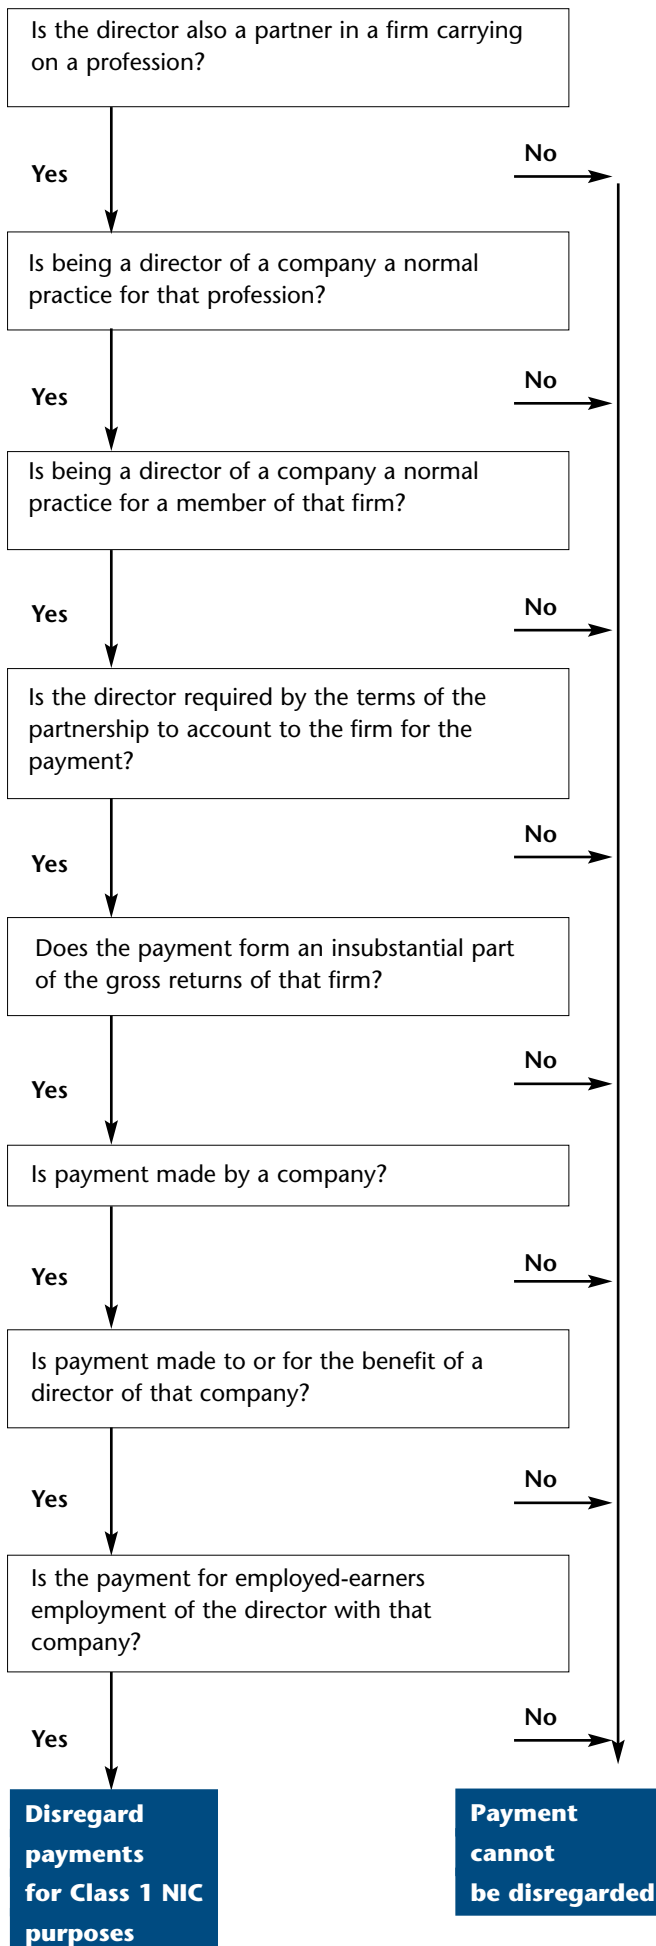 Is the director also a partner in a firm carrying
on a profession?
Yes
No
Is being a director of a company a normal
practice for that profession?
Yes
No
Is being a director of a company a normal
practice for a member of that firm?
Yes
No
Is the director required by the terms of the
partnership to account to the firm for the
payment?
Yes
No
Does the payment form an insubstantial part
of the gross returns of that firm?
Yes
No
Is payment made by a company?
Yes
No
Is payment made to or for the benefit of a
director of that company?
Yes
No
Is the payment for employed-earners
employment of the director with that
company?
Yes
No
Disregard
payments
for Class 1 NIC
purposes
Payment
cannot
be disregarded